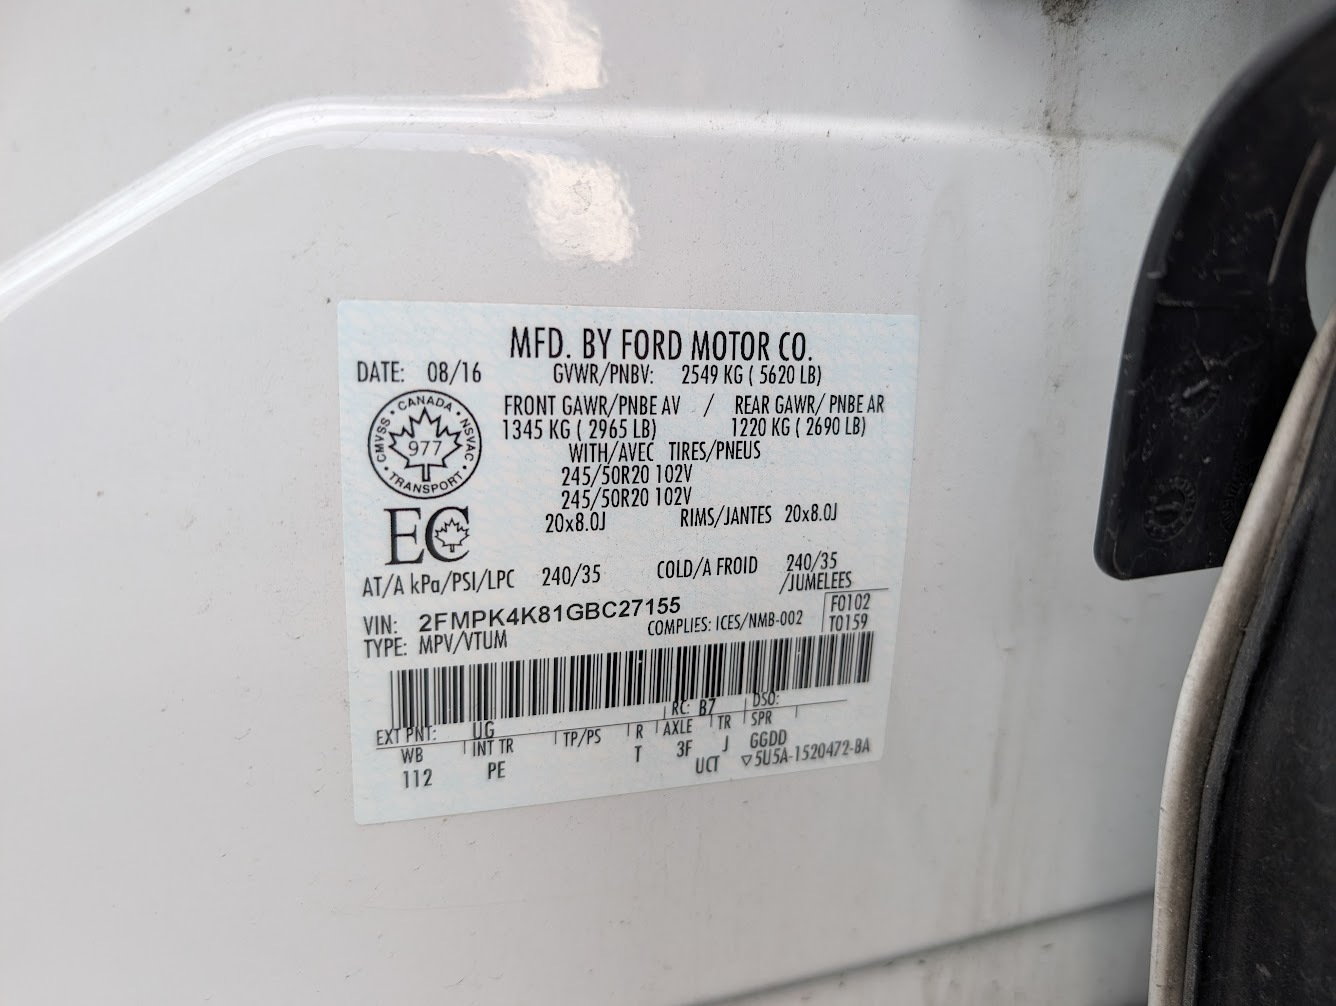 MFD. BY FORD MOTOR CO.
DATE: 08/16 GVWR/PNBV: 2549 KG ( 5620 LB)
FRONT GAWR/PNBE AV / REAR GAWR/ PNBE AR
1345 KG ( 2965 LB) 1220 KG ( 2690 LB)
WITH/AVEC TIRES/PNEUS
245/50R20 102V
245/50R20 102V
20x8.0J RIMS/JANTES 20x8.0J
CANADA
CMVSS 977 NSVAC
TRANSPORT
EC
AT/A kPa/PSI/LPC 240/35 COLD/A FROID 240/35
/JUMELEES
VIN: 2FMPK4K81GBC27155 F0102
TYPE: MPV/VTUM COMPLIES: ICES/NMB-002 T0159
EXT PNT: UG RC: B7 DSO:
WB INT TR TP/PS R AXLE TR SPR
112 PE T 3F J GGDD
UCT ▽5U5A-1520472-BA